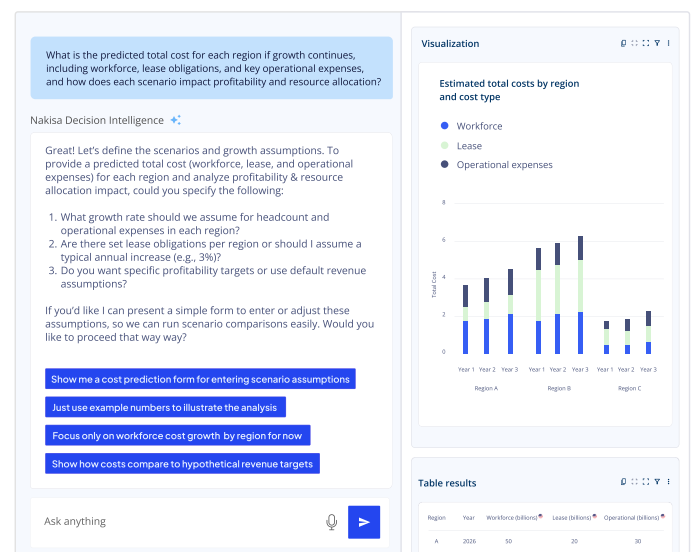 What is the predicted total cost for each region if growth continues,
including workforce, lease obligations, and key operational expenses,
and how does each scenario impact profitability and resource allocation?
Nakisa Decision Intelligence
Great! Let's define the scenarios and growth assumptions. To
provide a predicted total cost (workforce, lease, and operational
expenses) for each region and analyze profitability & resource
allocation impact, could you specify the following:
1. What growth rate should we assume for headcount and
operational expenses in each region?
2. Are there set lease obligations per region or should I assume a
typical annual increase (e.g., 3%)?
3. Do you want specific profitability targets or use default revenue
assumptions?
If you'd like I can present a simple form to enter or adjust these
assumptions, so we can run scenario comparisons easily. Would you
like to proceed that way way?
Show me a cost prediction form for entering scenario assumptions
Just use example numbers to illustrate the analysis
Focus only on workforce cost growth by region for now
Show how costs compare to hypothetical revenue targets
Ask anything
Visualization
Estimated total costs by region
and cost type
Workforce
Lease
Operational expenses
8
6
4
2
0
Total Cost
Year 1 Year 2 Year 3 Year 1 Year 2 Year 3 Year 1 Year 2 Year 3
Region A Region B Region C
Table results
Region Year Workforce (billions) Lease (billions) Operational (billions)
A 2026 50 20 30